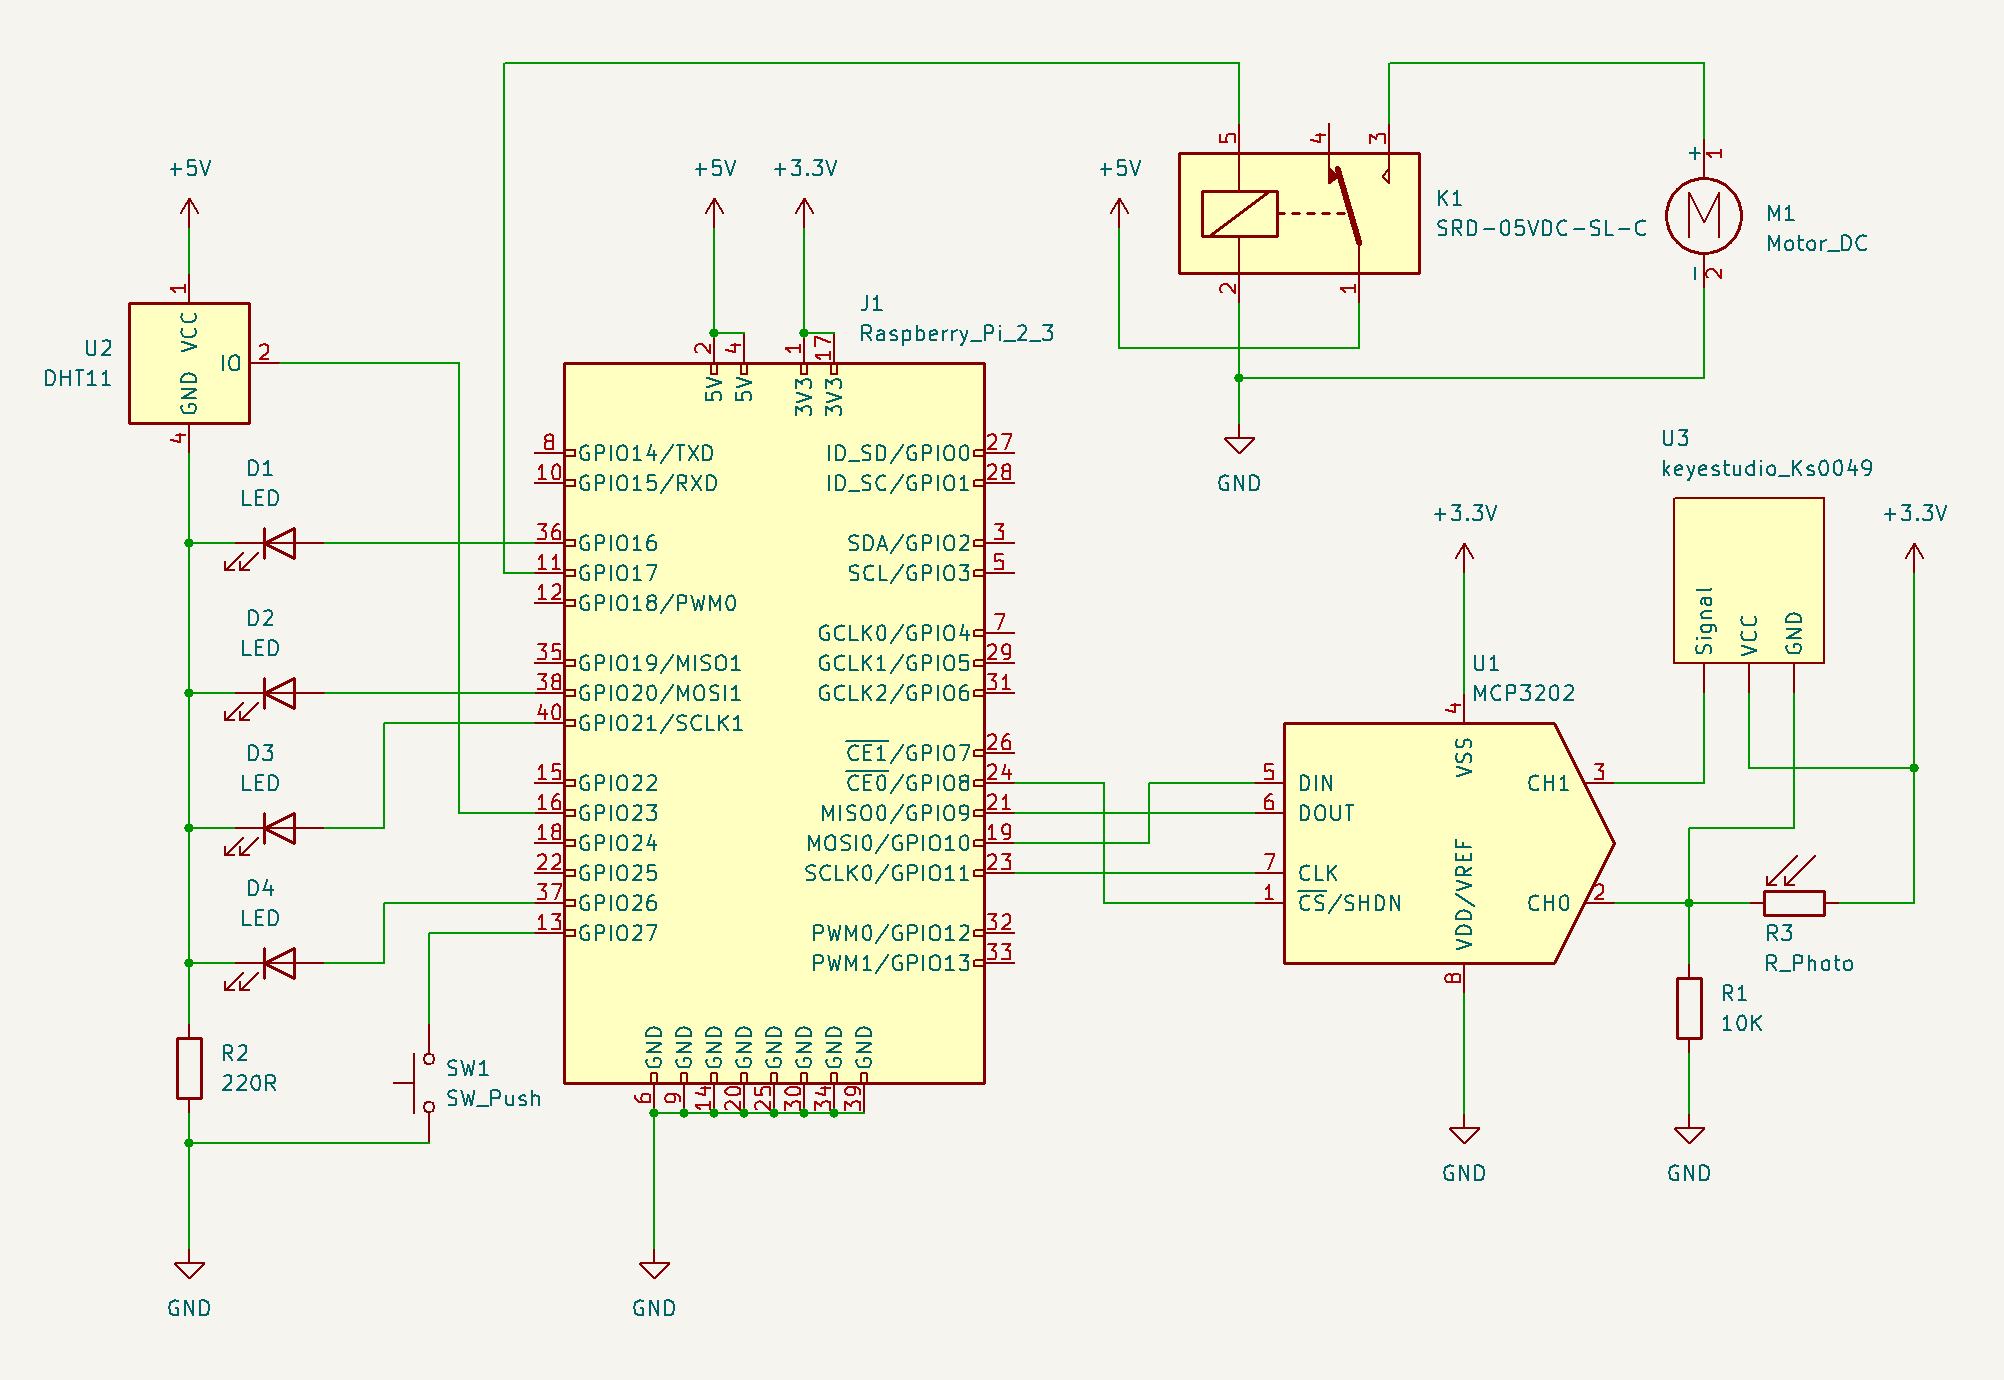 +5V
+5V
+3.3V
+5V
5
4
3
2
1
K1
SRD-05VDC-SL-C
+
1
M
-
2
M1
Motor_DC
GND
U2
DHT11
1
VCC
IO
2
GND
4
J1
Raspberry_Pi_2_3
2
4
1
17
5V
5V
3V3
3V3
8
GPIO14/TXD
10
GPIO15/RXD
36
GPIO16
11
GPIO17
12
GPIO18/PWM0
35
GPIO19/MISO1
38
GPIO20/MOSI1
40
GPIO21/SCLK1
15
GPIO22
16
GPIO23
18
GPIO24
22
GPIO25
37
GPIO26
13
GPIO27
ID_SD/GPIO0
27
ID_SC/GPIO1
28
SDA/GPIO2
3
SCL/GPIO3
5
GCLK0/GPIO4
7
GCLK1/GPIO5
29
GCLK2/GPIO6
31
CE1/GPIO7
26
CE0/GPIO8
24
MISO0/GPIO9
21
MOSI0/GPIO10
19
SCLK0/GPIO11
23
PWM0/GPIO12
32
PWM1/GPIO13
33
GND
GND
GND
GND
GND
GND
GND
GND
6
9
14
20
25
30
34
39
GND
D1
LED
D2
LED
D3
LED
D4
LED
R2
220R
SW1
SW_Push
GND
+3.3V
U1
MCP3202
4
VSS
5
DIN
6
DOUT
7
CLK
1
CS/SHDN
CH1
3
CH0
2
VDD/VREF
8
GND
U3
keyestudio_Ks0049
Signal
VCC
GND
+3.3V
R3
R_Photo
R1
10K
GND